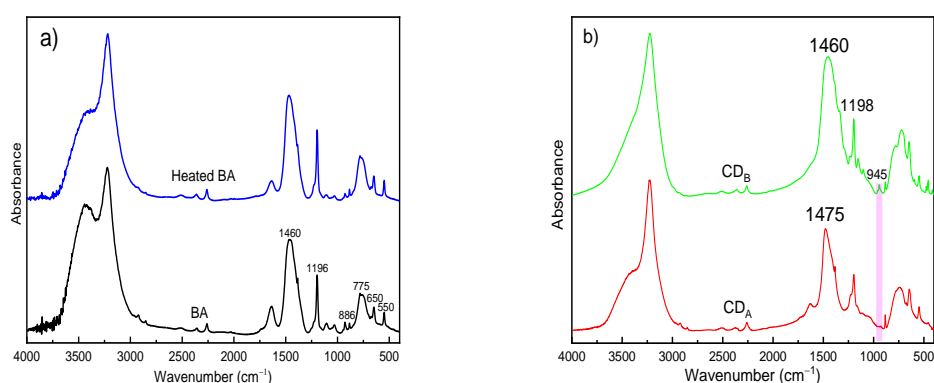 a)
Absorbance
Heated BA
BA
1460
1196
886
775
650
550
4000 3500 3000 2500 2000 1500 1000 500
Wavenumber (cm⁻¹)
b)
Absorbance
1460
1198
945
CD_B
1475
CD_A
4000 3500 3000 2500 2000 1500 1000 500
Wavenumber (cm⁻¹)